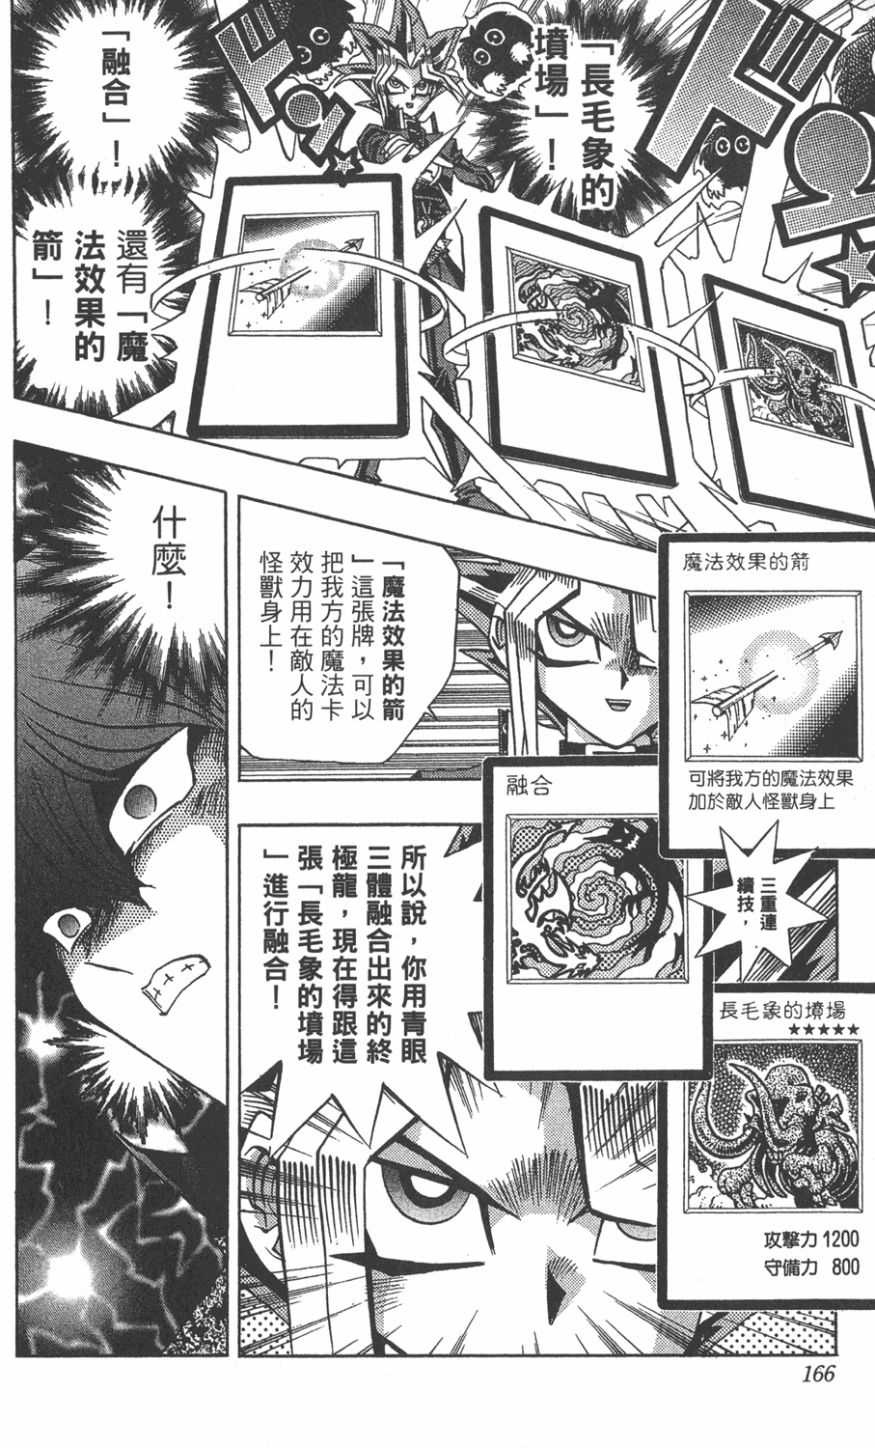 「長毛象的
墳場」！
「融合」！
還有「魔
法效果的
箭」！
ドドΩ☆
ドΩ☆
魔法效果的箭
可將我方的魔法效果
加於敵人怪獸身上
「魔法效果的箭
」這張牌，可以
把我方的魔法卡
效力用在敵人的
怪獸身上！
什麼！
三重連
續技，
融合
長毛象的墳場
★★★★★
攻擊力 1200
守備力 800
所以說，你用青眼
三體融合出來的終
極龍，現在得跟這
張「長毛象的墳場
」進行融合！
166